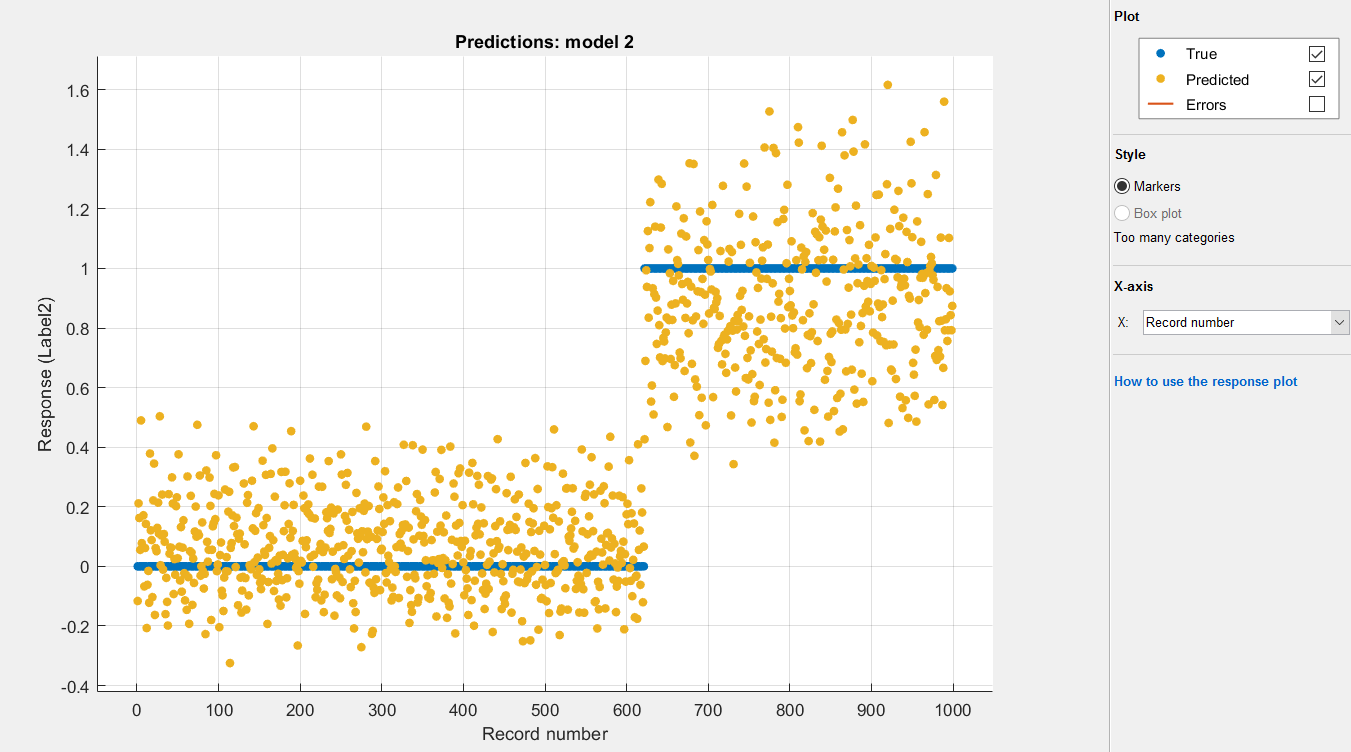 Predictions: model 2
Response (Label2)
1.6
1.4
1.2
1
0.8
0.6
0.4
0.2
0
-0.2
-0.4
0 100 200 300 400 500 600 700 800 900 1000
Record number
Plot
True
Predicted
Errors
Style
Markers
Box plot
Too many categories
X-axis
X: Record number
How to use the response plot